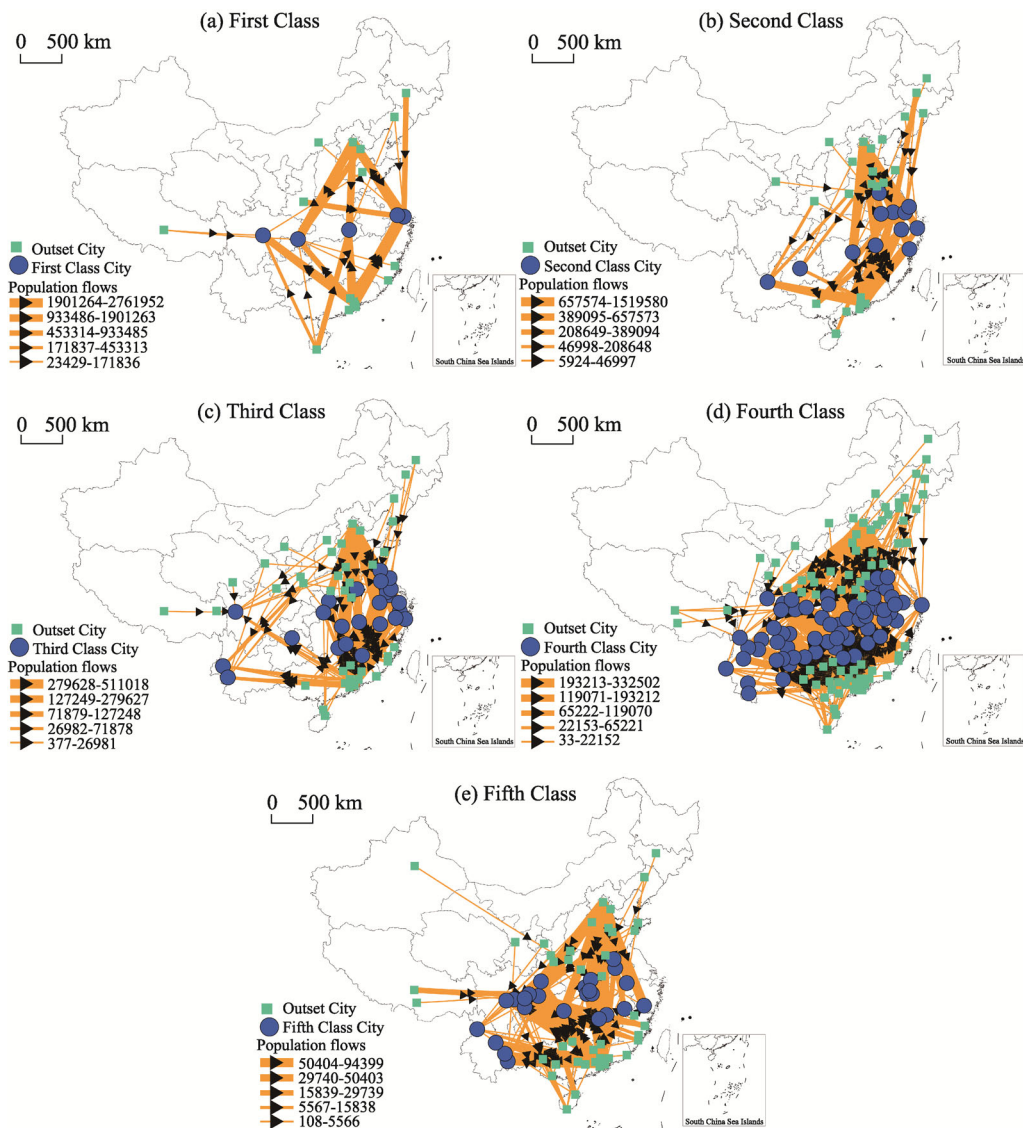 (a) First Class
0 500 km
Outset City
First Class City
Population flows
1901264-2761952
933486-1901263
453314-933485
171837-453313
23429-171836
South China Sea Islands
(b) Second Class
0 500 km
Outset City
Second Class City
Population flows
657574-1519580
389095-657573
208649-389094
46998-208648
5924-46997
South China Sea Islands
(c) Third Class
0 500 km
Outset City
Third Class City
Population flows
279628-511018
127249-279627
71879-127248
26982-71878
377-26981
South China Sea Islands
(d) Fourth Class
0 500 km
Outset City
Fourth Class City
Population flows
193213-332502
119071-193212
65222-119070
22153-65221
33-22152
South China Sea Islands
(e) Fifth Class
0 500 km
Outset City
Fifth Class City
Population flows
50404-94399
29740-50403
15839-29739
5567-15838
108-5566
South China Sea Islands